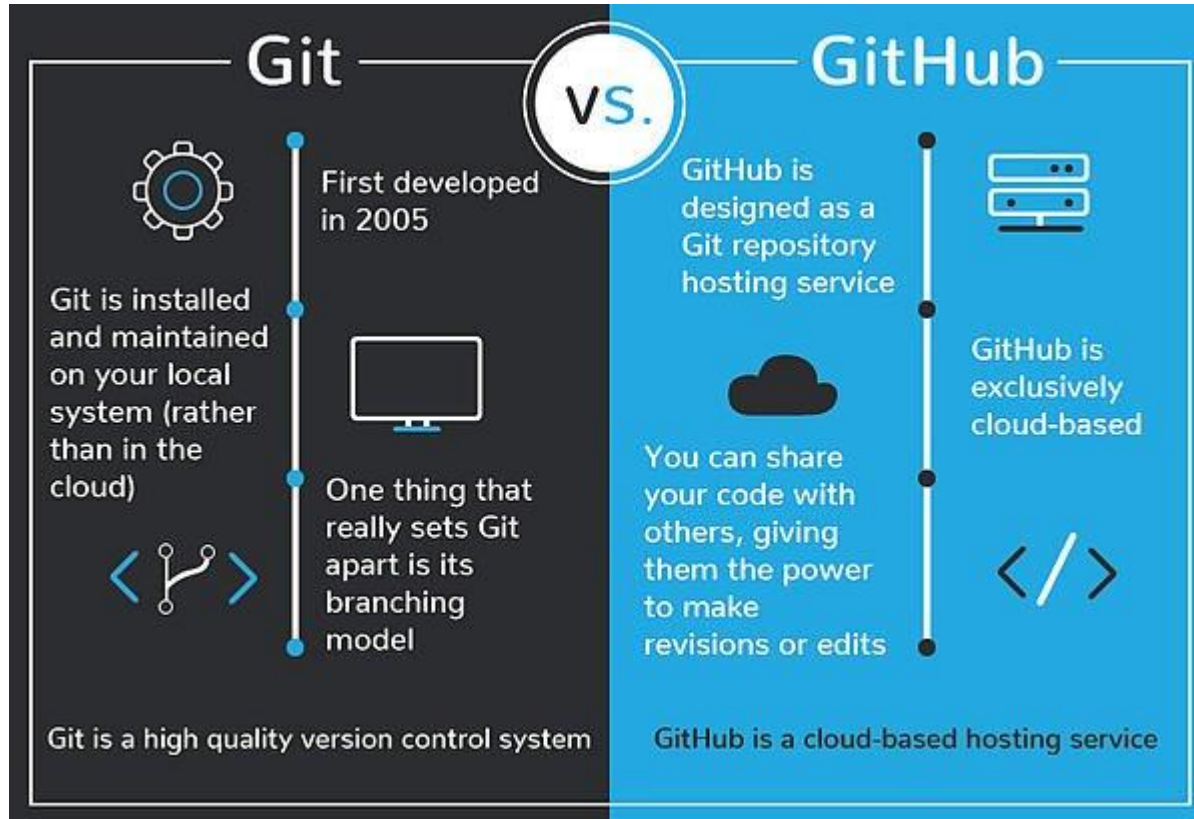 Git
vs.
GitHub
First developed
in 2005
Git is installed
and maintained
on your local
system (rather
than in the
cloud)
One thing that
really sets Git
apart is its
branching
model
Git is a high quality version control system
GitHub is
designed as a
Git repository
hosting service
GitHub is
exclusively
cloud-based
You can share
your code with
others, giving
them the power
to make
revisions or edits
GitHub is a cloud-based hosting service